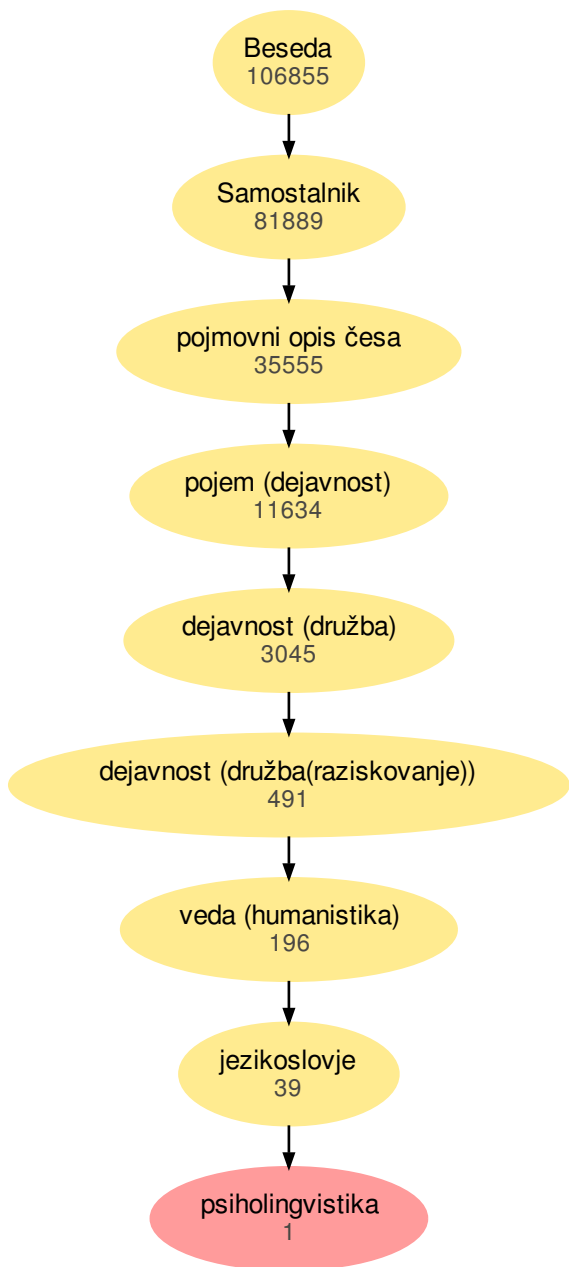 Beseda
106855
Samostalnik
81889
pojmovni opis česa
35555
pojem (dejavnost)
11634
dejavnost (družba)
3045
dejavnost (družba(raziskovanje))
491
veda (humanistika)
196
jezikoslovje
39
psiholingvistika
1